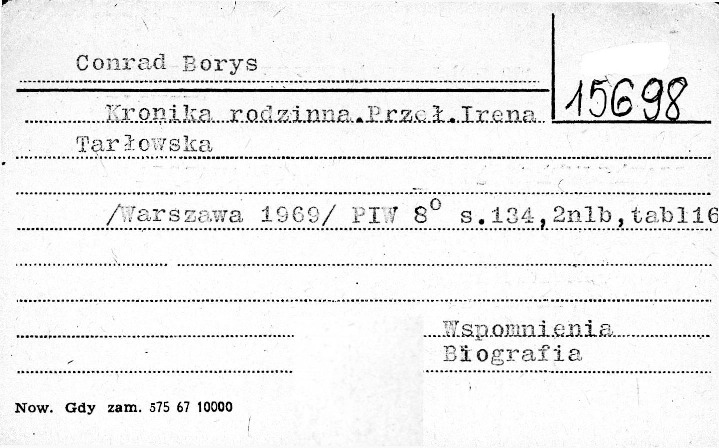 Conrad Borys
15698
Kronika rodzinna.Przeł.Irena
Tarłowska
/Warszawa 1969/ PIW 8° s.134,2nlb,tabl16
Wspomnienia
Biografia
Now. Gdy zam. 575 67 10000